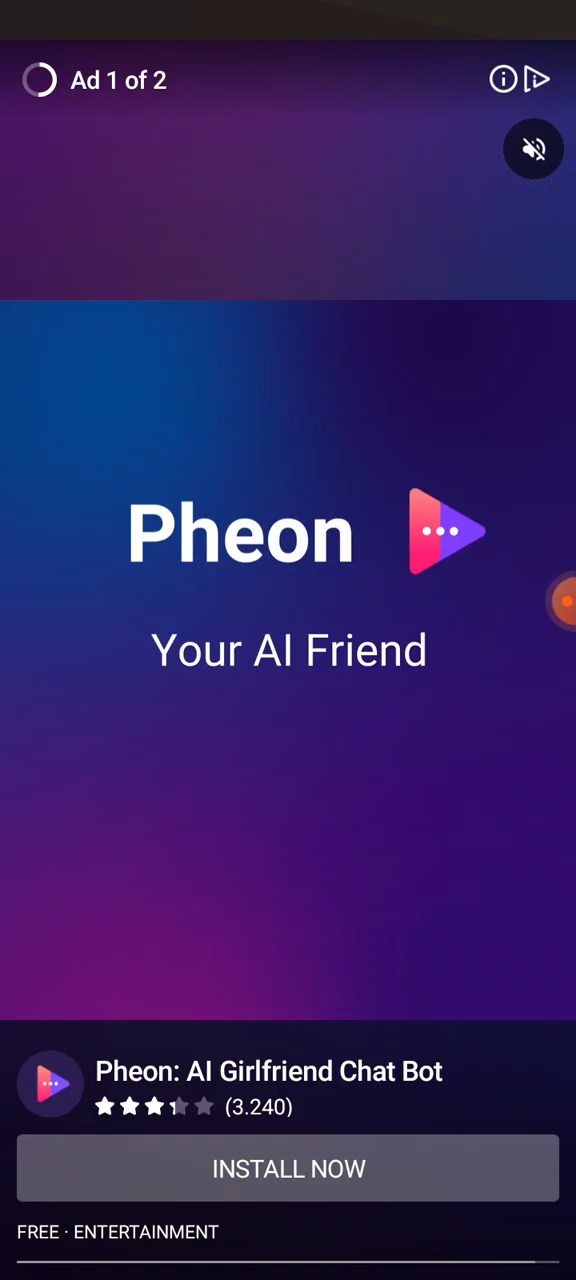 Ad 1 of 2
Pheon
Your AI Friend
Pheon: AI Girlfriend Chat Bot
(3.240)
INSTALL NOW
FREE · ENTERTAINMENT